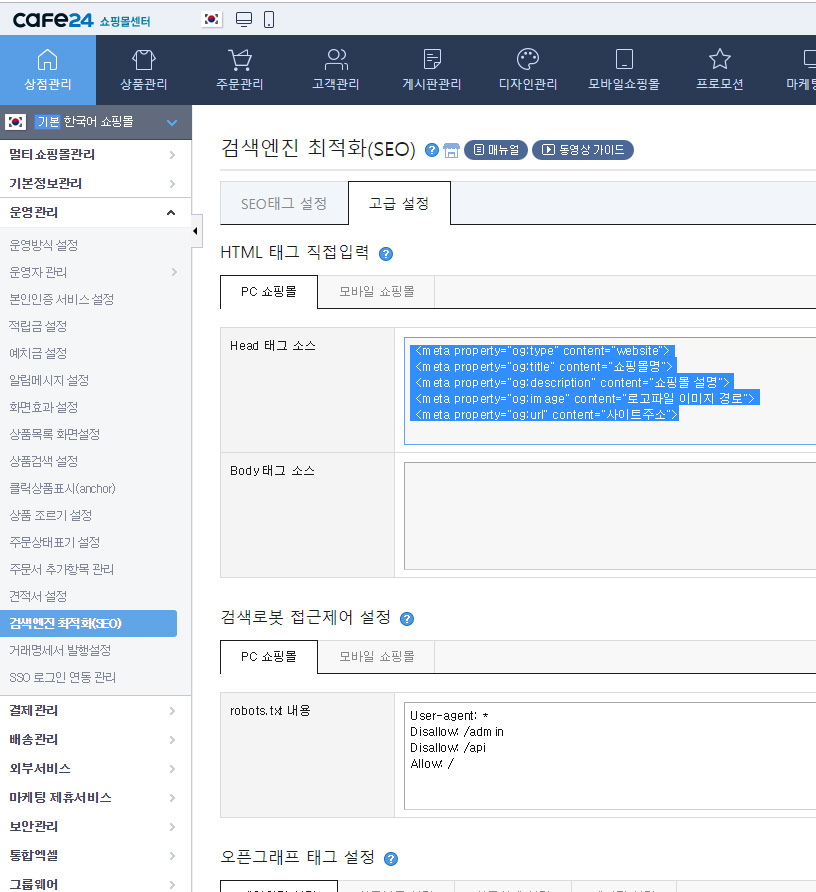 cafe24 쇼핑몰센터
상점관리 상품관리 주문관리 고객관리 게시판관리 디자인관리 모바일쇼핑몰 프로모션
기본 한국어 쇼핑몰
멀티쇼핑몰관리
기본정보관리
운영관리
운영방식 설정
운영자 관리
본인인증 서비스 설정
적립금 설정
예치금 설정
알림메시지 설정
화면효과 설정
상품목록 화면설정
상품검색 설정
클릭상품표시(anchor)
상품 조르기 설정
주문상태표기 설정
주문서 추가항목 관리
견적서 설정
검색엔진 최적화(SEO)
거래명세서 발행설정
SSO 로그인 연동 관리
결제관리
배송관리
외부서비스
마케팅 제휴서비스
보안관리
통합엑셀
그룹웨어
검색엔진 최적화(SEO) ? 매뉴얼 동영상 가이드
SEO태그 설정 고급 설정
HTML 태그 직접입력 ?
PC 쇼핑몰 모바일 쇼핑몰
Head 태그 소스
<meta property="og:type" content="website">
<meta property="og:title" content="쇼핑몰명">
<meta property="og:description" content="쇼핑몰 설명">
<meta property="og:image" content="로고파일 이미지 경로">
<meta property="og:url" content="사이트주소">
Body 태그 소스
검색로봇 접근제어 설정 ?
PC 쇼핑몰 모바일 쇼핑몰
robots.txt 내용
User-agent: *
Disallow: /admin
Disallow: /api
Allow: /
오픈그래프 태그 설정 ?